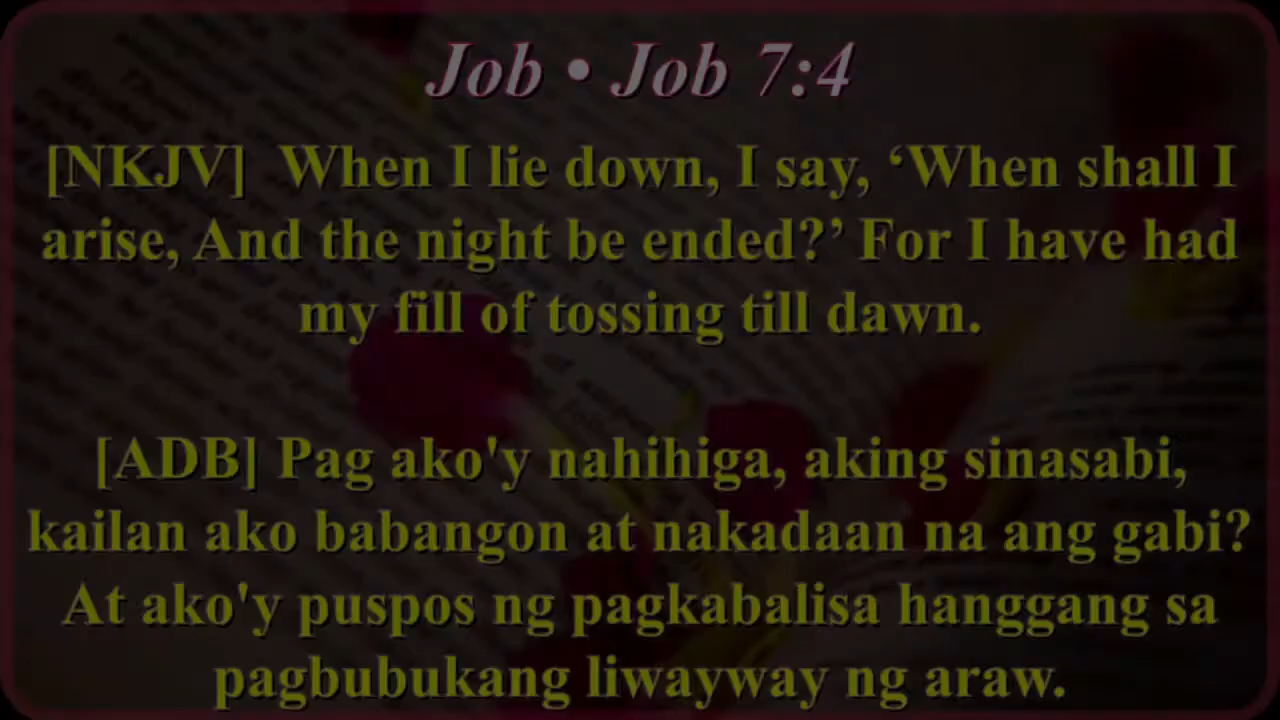 Job • Job 7:4
[NKJV] When I lie down, I say, ‘When shall I
arise, And the night be ended?’ For I have had
my fill of tossing till dawn.
[ADB] Pag ako'y nahihiga, aking sinasabi,
kailan ako babangon at nakadaan na ang gabi?
At ako'y puspos ng pagkabalisa hanggang sa
pagbubukang liwayway ng araw.